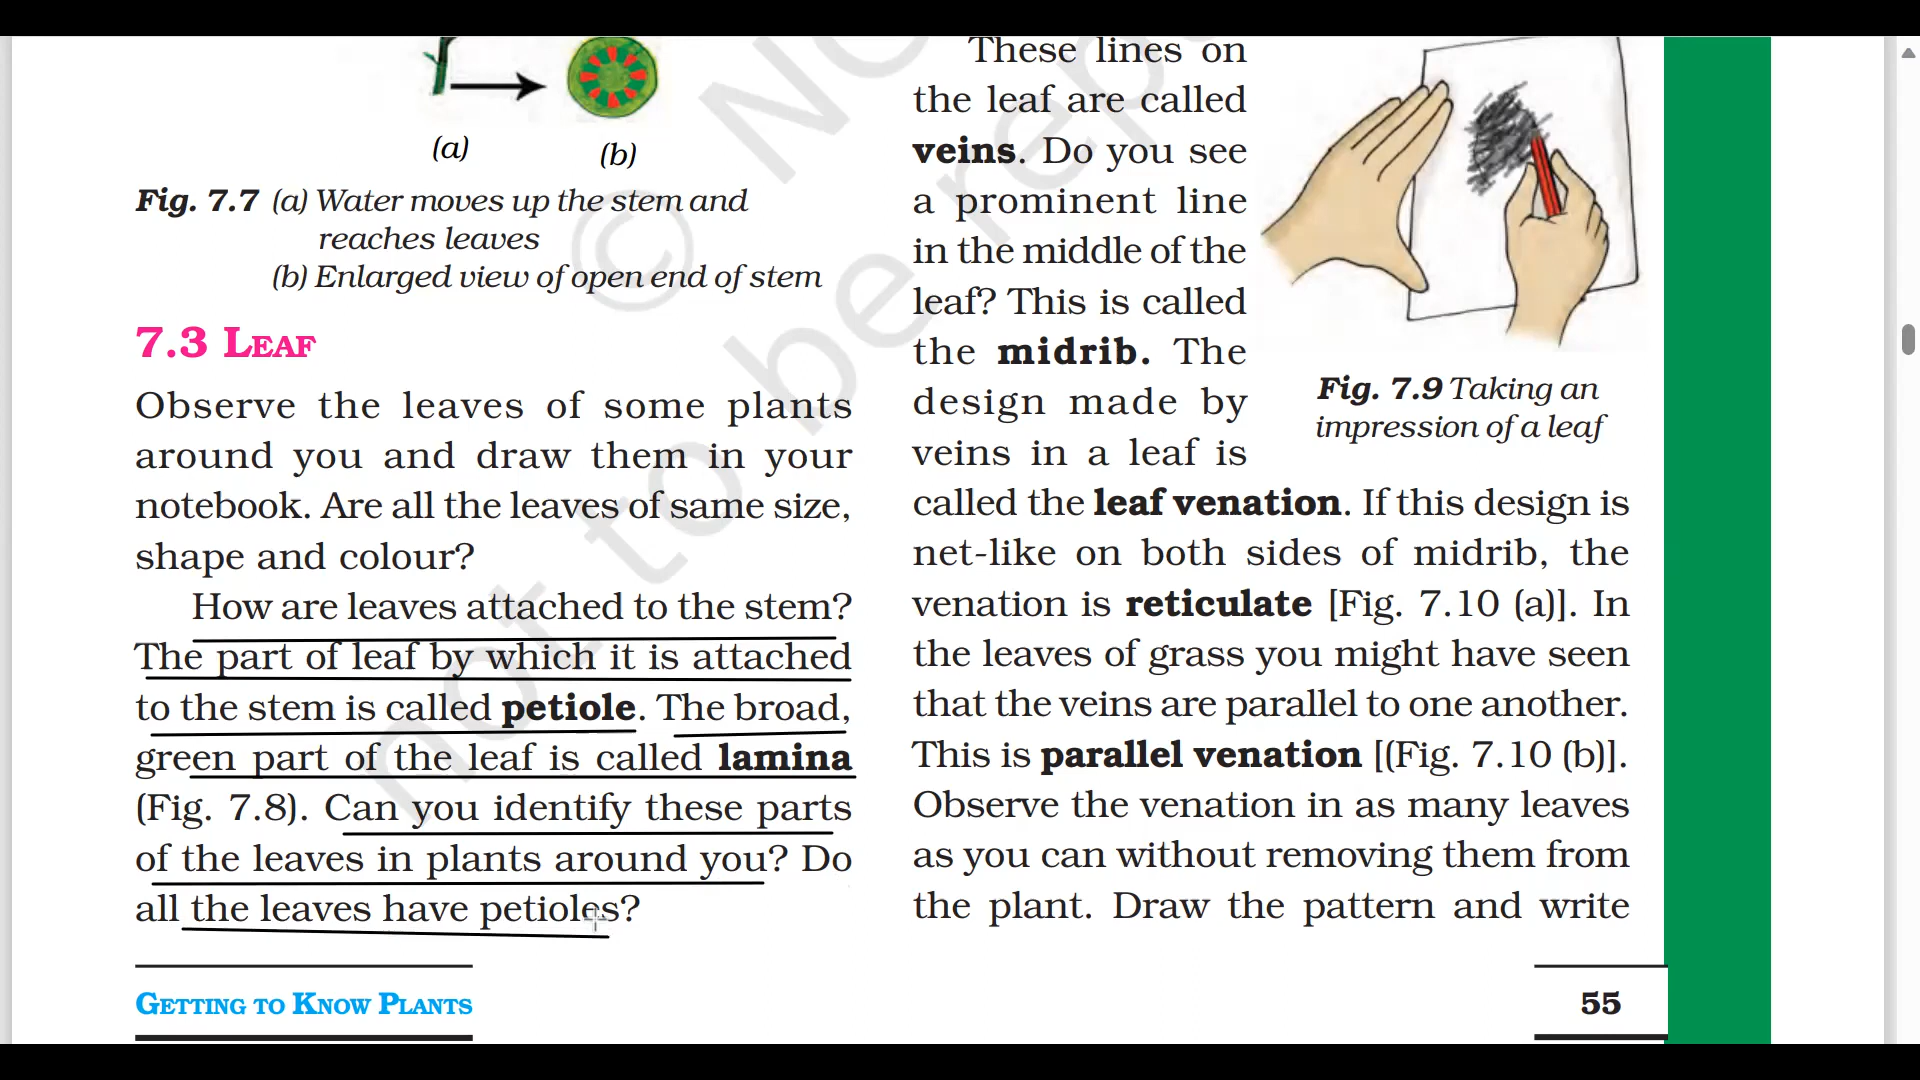 (a)
(b)
Fig. 7.7 (a) Water moves up the stem and
reaches leaves
(b) Enlarged view of open end of stem
7.3 LEAF
Observe the leaves of some plants
around you and draw them in your
notebook. Are all the leaves of same size,
shape and colour?
How are leaves attached to the stem?
The part of leaf by which it is attached
to the stem is called petiole. The broad,
green part of the leaf is called lamina
(Fig. 7.8). Can you identify these parts
of the leaves in plants around you? Do
all the leaves have petioles?
These lines on
the leaf are called
veins. Do you see
a prominent line
in the middle of the
leaf? This is called
the midrib. The
design made by
veins in a leaf is
called the leaf venation. If this design is
net-like on both sides of midrib, the
venation is reticulate [Fig. 7.10 (a)]. In
the leaves of grass you might have seen
that the veins are parallel to one another.
This is parallel venation [(Fig. 7.10 (b)].
Observe the venation in as many leaves
as you can without removing them from
the plant. Draw the pattern and write
Fig. 7.9 Taking an
impression of a leaf
GETTING TO KNOW PLANTS
55
©
not to be